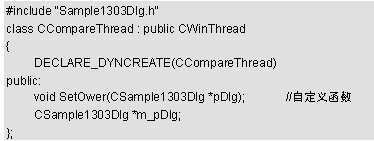 #include "Sample1303Dlg.h"
class CCompareThread : public CWinThread
{
DECLARE_DYNCREATE(CCompareThread)
public:
void SetOwer(CSample1303Dlg *pDlg); //自定义函数
CSample1303Dlg *m_pDlg;
};